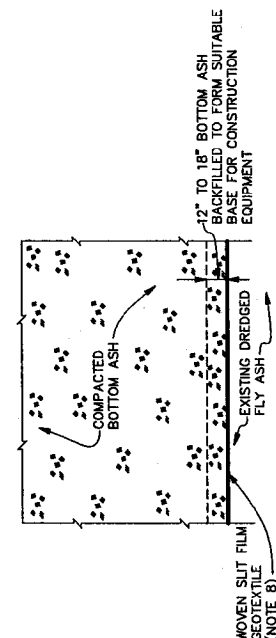 COMPACTED
BOTTOM ASH
12" TO 18" BOTTOM ASH
BACKFILLED TO FORM SUITABLE
BASE FOR CONSTRUCTION
EQUIPMENT
EXISTING DREDGED
FLY ASH
WOVEN SLIT FILM
GEOTEXTILE
(NOTE 8)